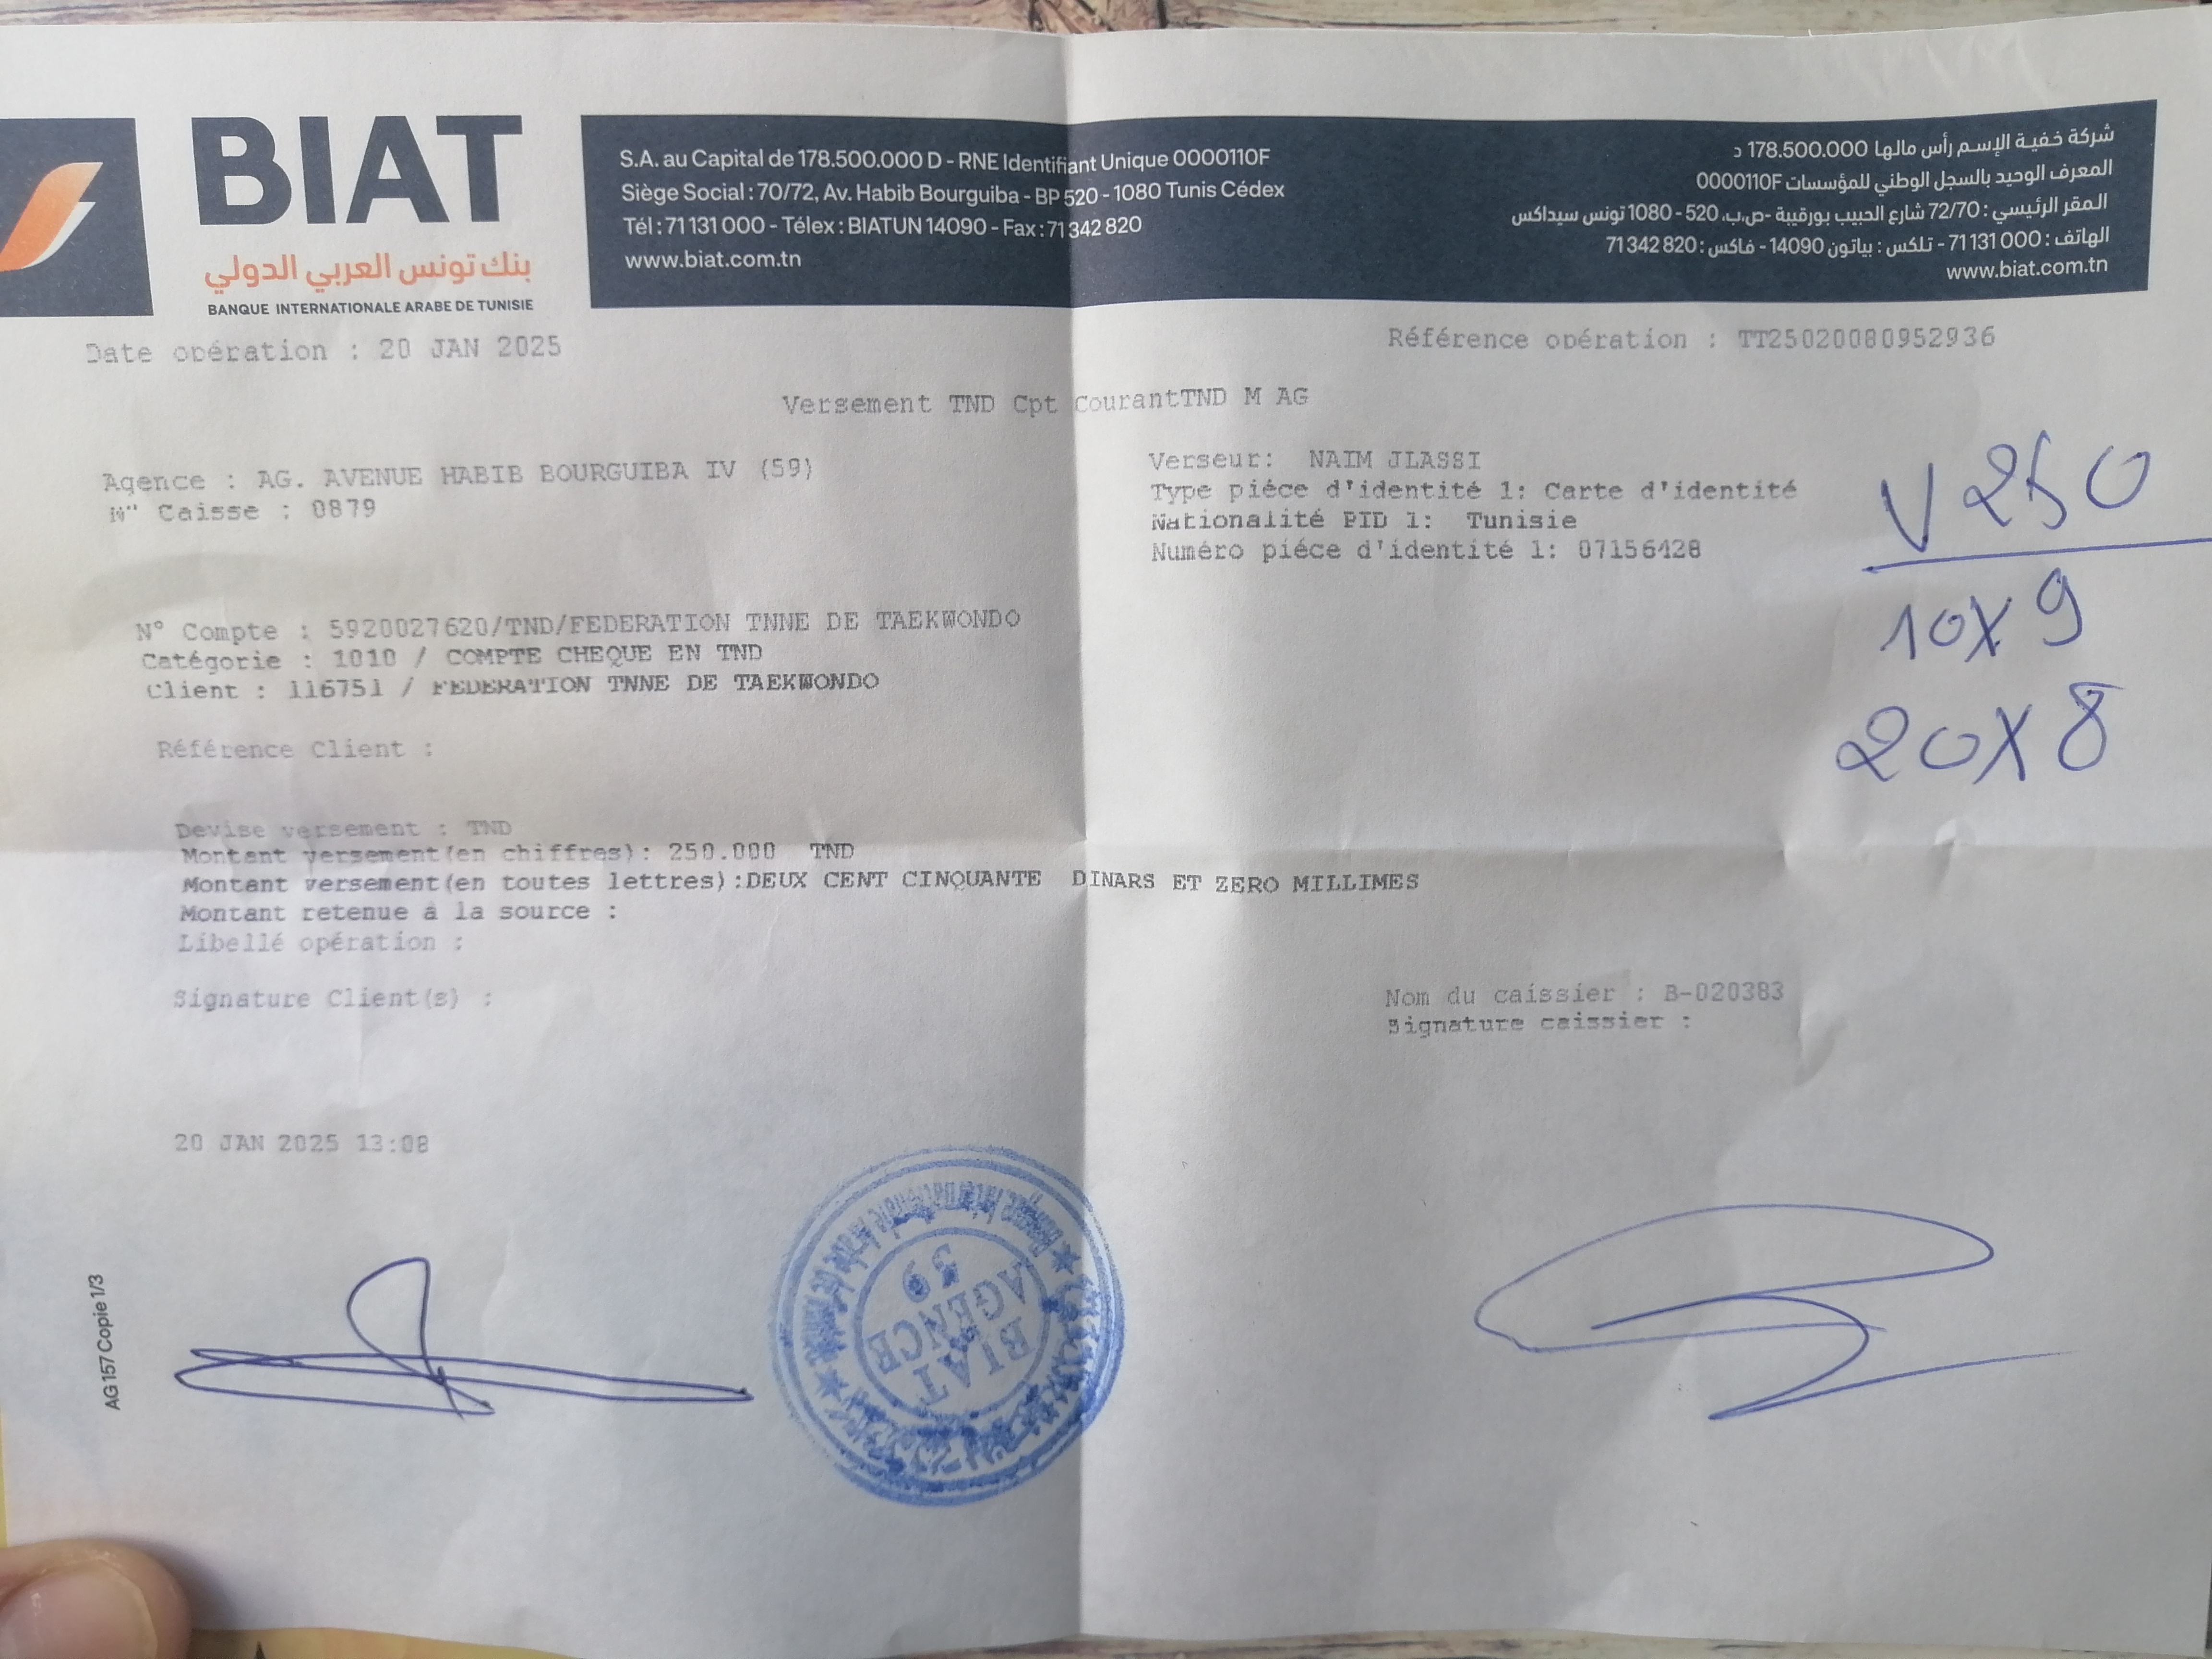 BIAT
بنك تونس العربي الدولي
BANQUE INTERNATIONALE ARABE DE TUNISIE
S.A. au Capital de 178.500.000 D - RNE Identifiant Unique 0000110F
Siège Social : 70/72, Av. Habib Bourguiba - BP 520 - 1080 Tunis Cédex
Tél : 71 131 000 - Télex : BIATUN 14090 - Fax : 71 342 820
www.biat.com.tn
شركة خفية الإسم رأس مالها 178.500.000 د
المعرف الوحيد بالسجل الوطني للمؤسسات 0000110F
المقر الرئيسي : 72/70 شارع الحبيب بورقيبة -ص.ب. 520 - 1080 تونس سيداكس
الهاتف : 71 131 000 - تلكس : بياتون 14090 - فاكس : 71 342 820
www.biat.com.tn
Date opération : 20 JAN 2025
Référence opération : TT25020080952936
Versement TND Cpt CourantTND M AG
Agence : AG. AVENUE HABIB BOURGUIBA IV (59)
N° Caisse : 0879
Verseur: NAIM JLASSI
Type piéce d'identité 1: Carte d'identité
Nationalité PID 1: Tunisie
Numéro piéce d'identité 1: 07156428
V 250
10 X 9
20 X 8
N° Compte : 5920027620/TND/FEDERATION TNNE DE TAEKWONDO
Catégorie : 1010 / COMPTE CHEQUE EN TND
Client : 116751 / FEDERATION TNNE DE TAEKWONDO
Référence Client :
Devise versement : TND
Montant versement(en chiffres): 250.000 TND
Montant versement(en toutes lettres):DEUX CENT CINQUANTE DINARS ET ZERO MILLIMES
Montant retenue à la source :
Libellé opération :
Signature Client(s) :
Nom du caissier : B-020383
Signature caissier :
20 JAN 2025 13:08
BIAT
AGENCE
AG 157 Copie 1/3